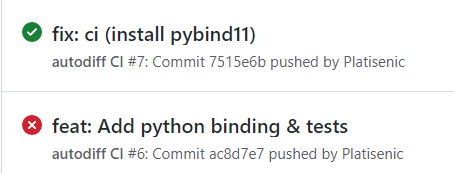 fix: ci (install pybind11)
autodiff CI #7: Commit 7515e6b pushed by Platisenic
feat: Add python binding & tests
autodiff CI #6: Commit ac8d7e7 pushed by Platisenic